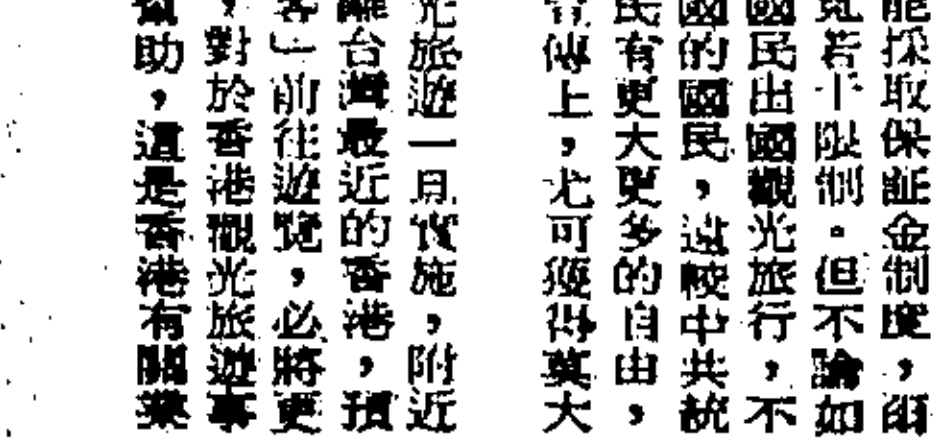 能採取保証金制度,
若干限制。但不論如
國民出國觀光旅行,不
國的國民,遠較中共統
民有更大更多的自由,
傳上,尤可獲得莫大
光旅遊一旦實施,附近
離台灣最近的香港,預
客」前往遊覽,必將更
,對於香港觀光旅遊事
助,這是香港有關業